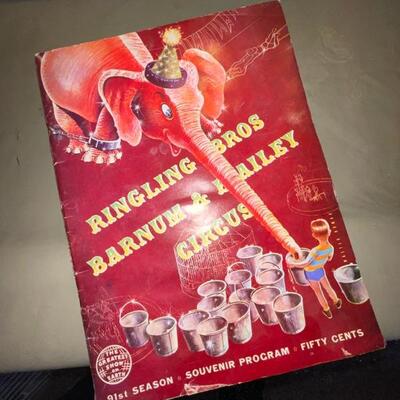 RINGLING BROS
BARNUM & BAILEY
CIRCUS
THE
GREATEST
SHOW
ON
EARTH
91st SEASON ☆ SOUVENIR PROGRAM ☆ FIFTY CENTS